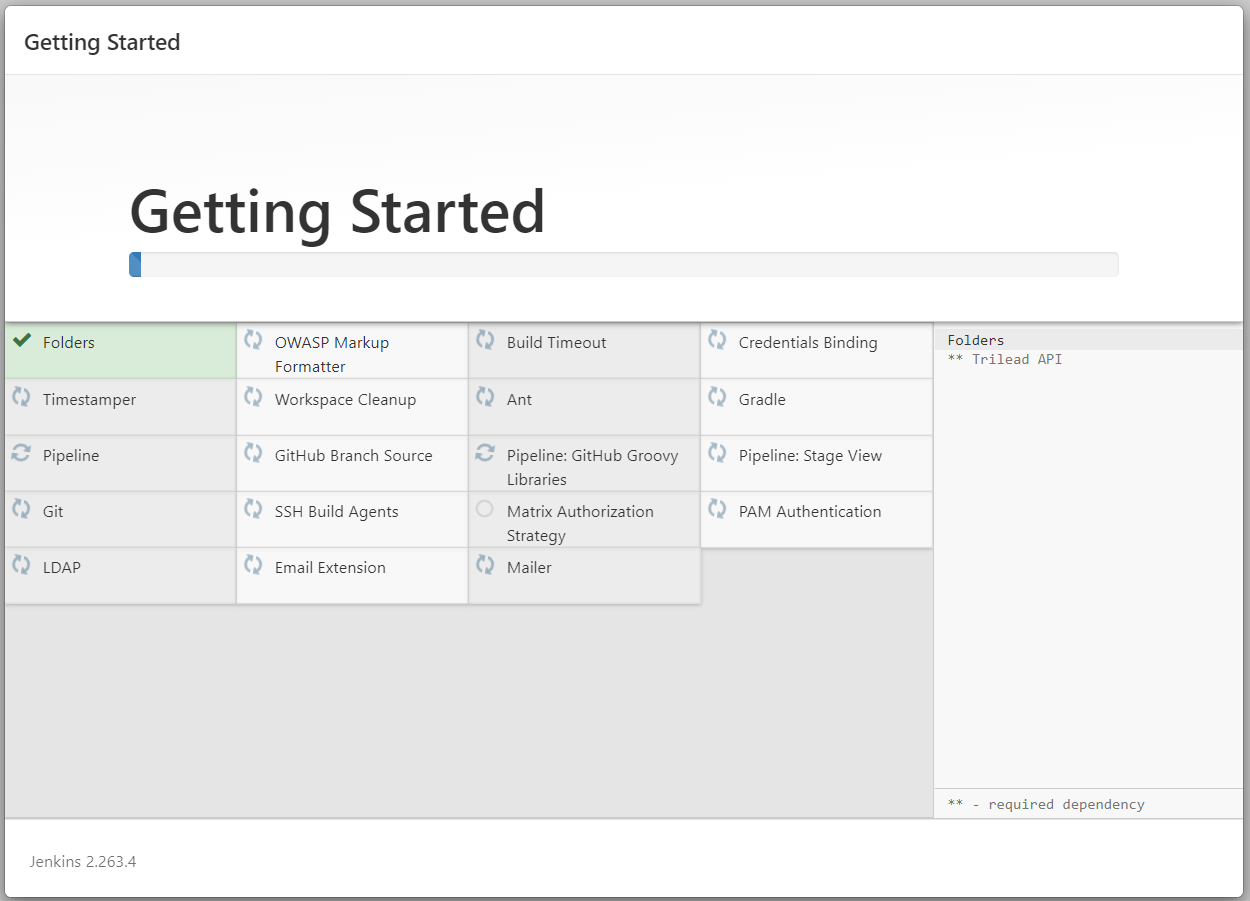 Getting Started
Getting Started
Folders
OWASP Markup
Formatter
Build Timeout
Credentials Binding
Timestamper
Workspace Cleanup
Ant
Gradle
Pipeline
GitHub Branch Source
Pipeline: GitHub Groovy
Libraries
Pipeline: Stage View
Git
SSH Build Agents
Matrix Authorization
Strategy
PAM Authentication
LDAP
Email Extension
Mailer
Folders
** Trilead API
** - required dependency
Jenkins 2.263.4